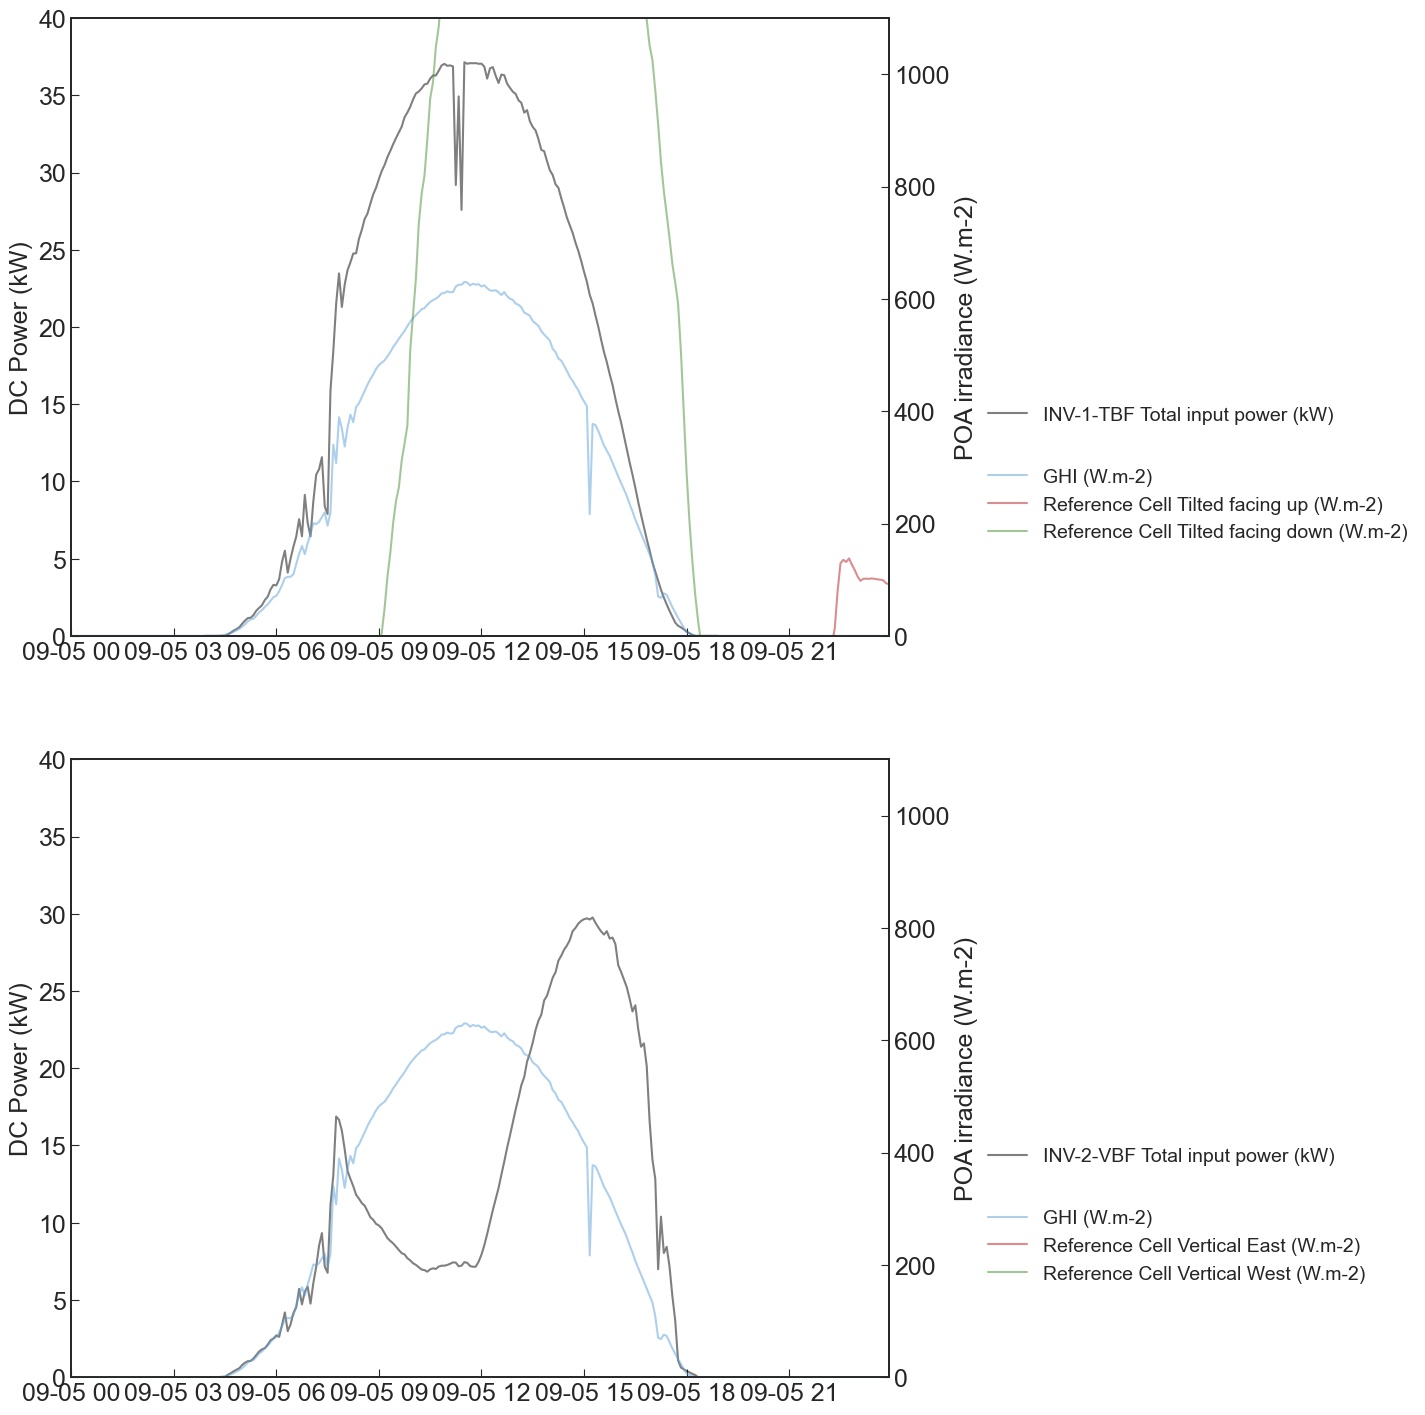 40
35
30
25
20
15
10
5
0
DC Power (kW)
1000
800
600
400
200
0
POA irradiance (W.m-2)
09-05 00 09-05 03 09-05 06 09-05 09 09-05 12 09-05 15 09-05 18 09-05 21
INV-1-TBF Total input power (kW)
GHI (W.m-2)
Reference Cell Tilted facing up (W.m-2)
Reference Cell Tilted facing down (W.m-2)
40
35
30
25
20
15
10
5
0
DC Power (kW)
1000
800
600
400
200
0
POA irradiance (W.m-2)
09-05 00 09-05 03 09-05 06 09-05 09 09-05 12 09-05 15 09-05 18 09-05 21
INV-2-VBF Total input power (kW)
GHI (W.m-2)
Reference Cell Vertical East (W.m-2)
Reference Cell Vertical West (W.m-2)